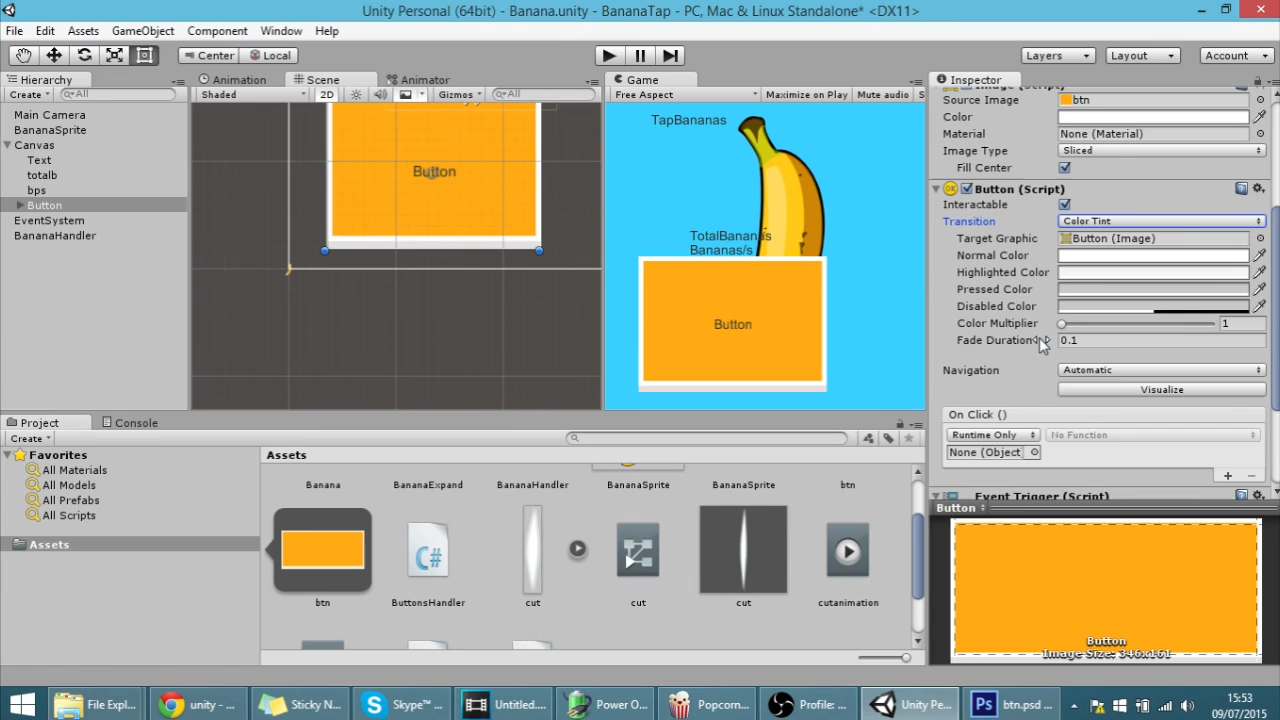 Unity Personal (64bit) - Banana.unity - BananaTap - PC, Mac & Linux Standalone* <DX11>
File Edit Assets GameObject Component Window Help
Center Local Layers Layout Account
Hierarchy
Create All
Main Camera
BananaSprite
Canvas
Text
totalb
bps
Button
EventSystem
BananaHandler
Animation Scene Animator
Shaded 2D Gizmos All
Button
Game
Free Aspect Maximize on Play Mute audio S
TapBananas
TotalBananas
Bananas/s
Button
Inspector
Image (Script)
Source Image btn
Color
Material None (Material)
Image Type Sliced
Fill Center
OK Button (Script)
Interactable
Transition Color Tint
Target Graphic Button (Image)
Normal Color
Highlighted Color
Pressed Color
Disabled Color
Color Multiplier 1
Fade Duration 0.1
Navigation Automatic
Visualize
On Click ()
Runtime Only No Function
None (Object
+ −
Event Trigger (Script)
Button
Button
Image Size: 346x161
Project Console
Create
Favorites
All Materials
All Models
All Prefabs
All Scripts
Assets
Assets
Banana BananaExpand BananaHandler BananaSprite BananaSprite btn
C#
btn ButtonsHandler cut cut cut cutanimation
File Expl... unity - ... Sticky N... Skype™ ... Untitled.... Power O... Popcorn... Profile: ... Unity Pe... Ps btn.psd ...
15:53
09/07/2015